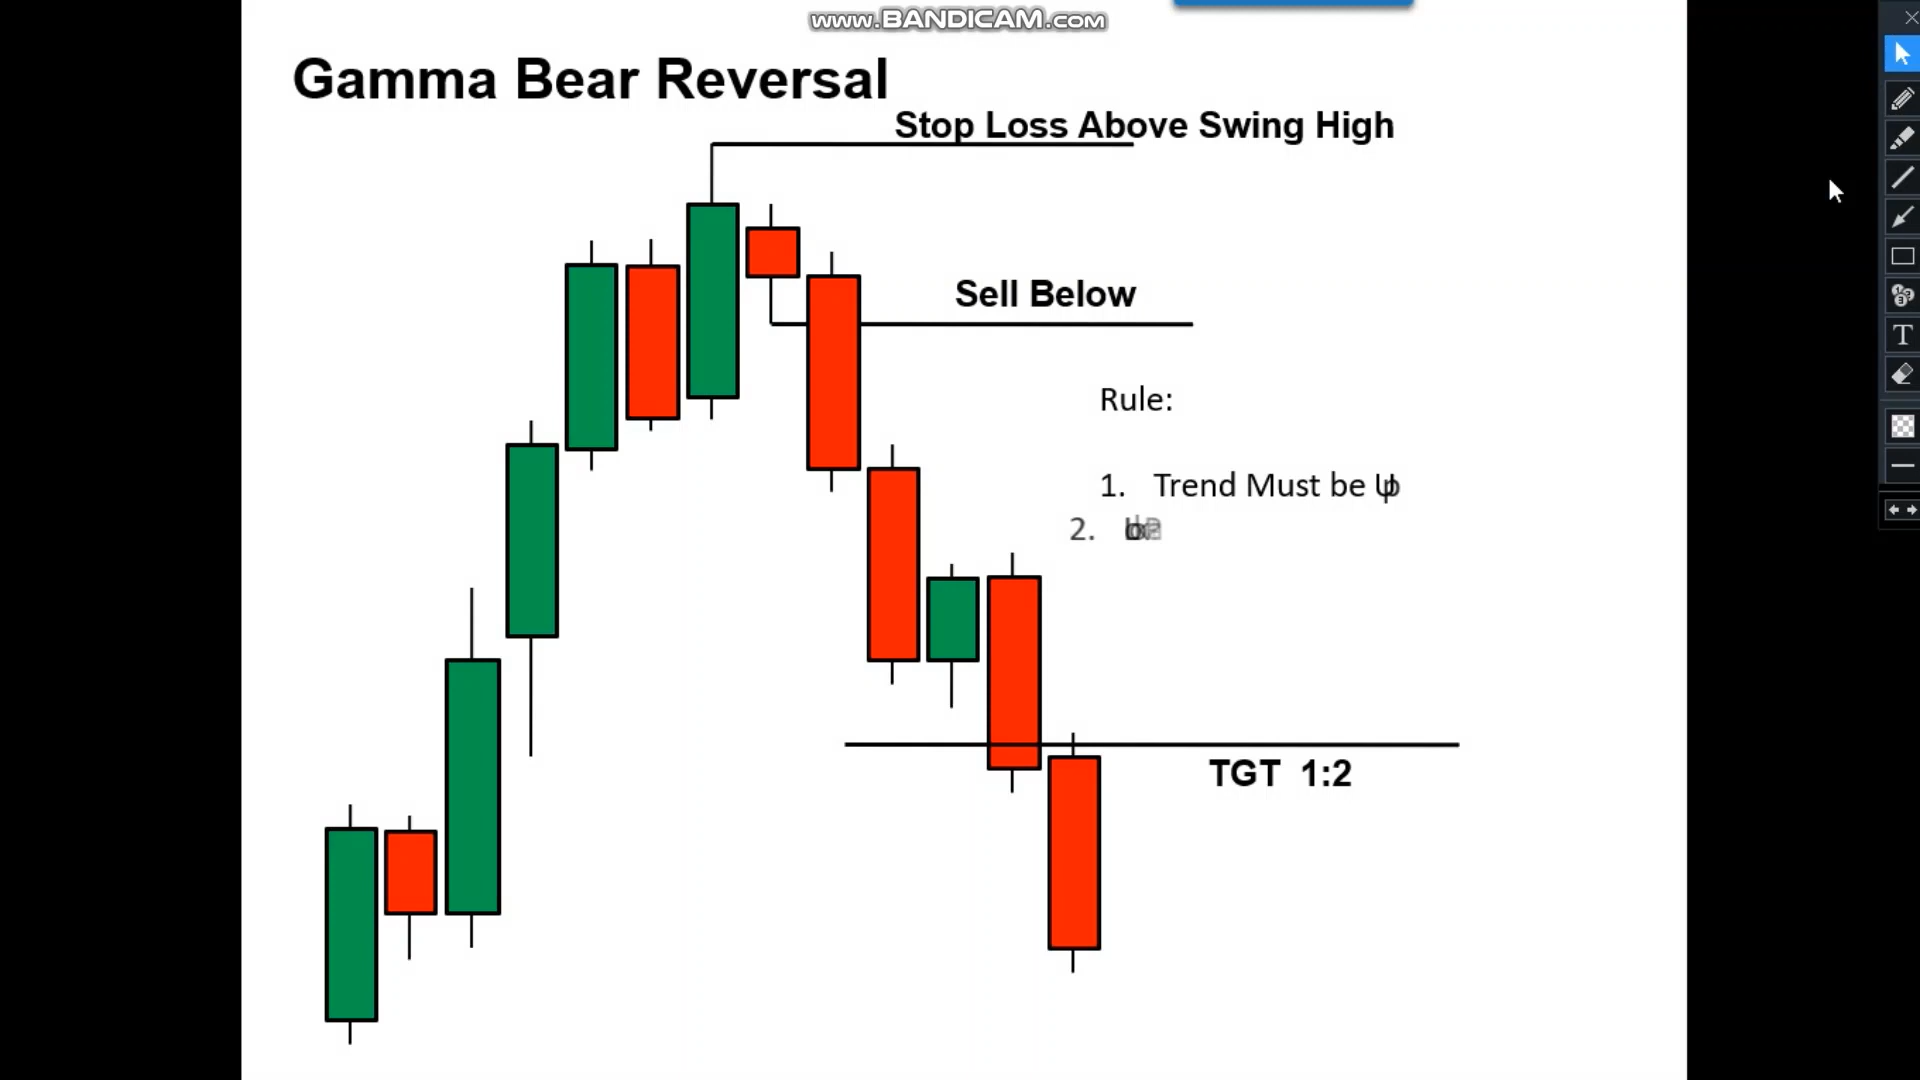 www.BANDICAM.com
Gamma Bear Reversal
Stop Loss Above Swing High
Sell Below
Rule:
1. Trend Must be Up
2.
TGT 1:2